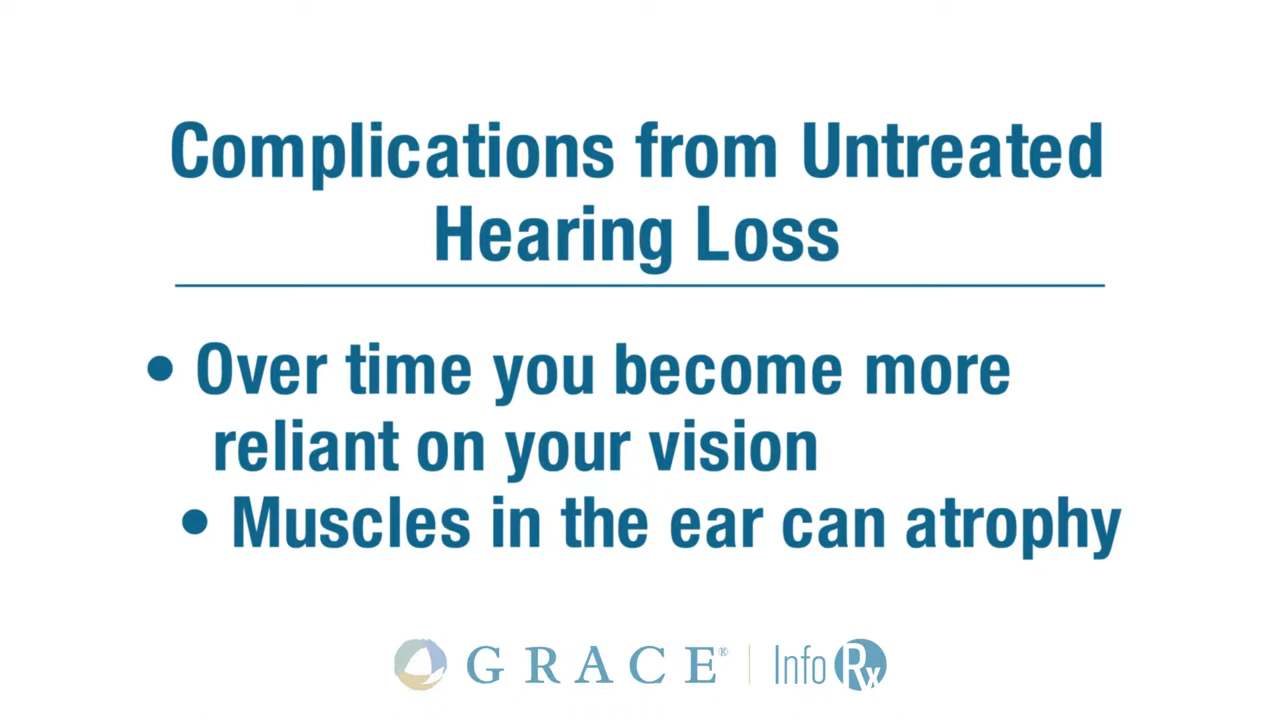 Complications from Untreated
Hearing Loss
• Over time you become more
reliant on your vision
• Muscles in the ear can atrophy
GRACE® | Info Rx